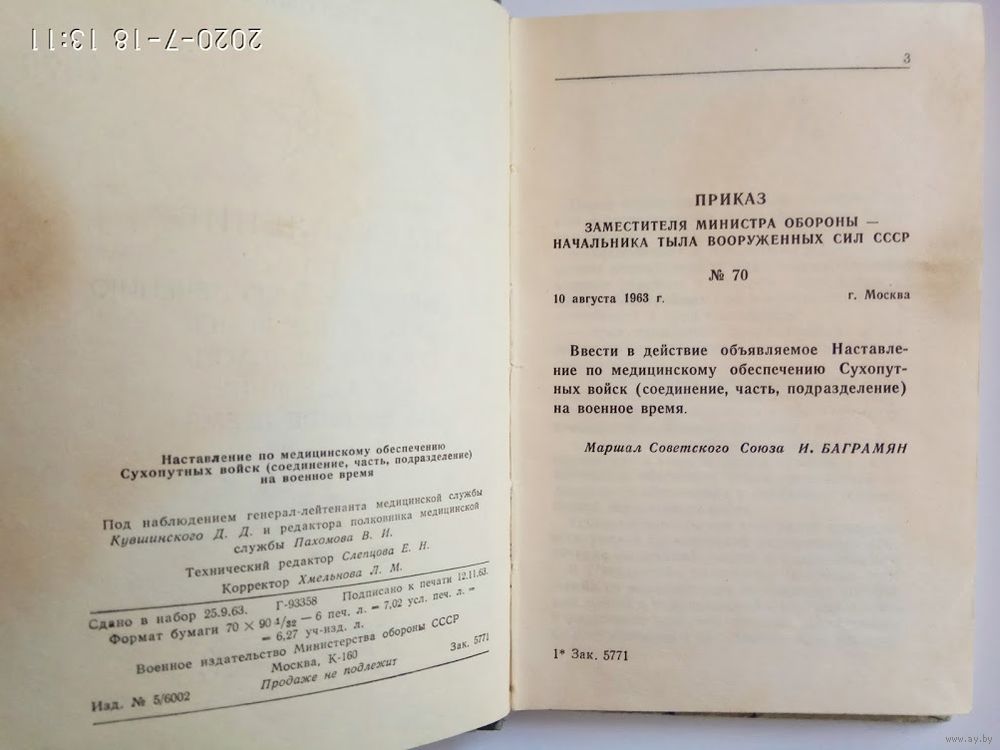 2020-7-18 13:11
Наставление по медицинскому обеспечению
Сухопутных войск (соединение, часть, подразделение)
на военное время
Под наблюдением генерал-лейтенанта медицинской службы
Кувшинского Д. Д. и редактора полковника медицинской
службы Пахомова В. И.
Технический редактор Слепцова Е. Н.
Корректор Хмельнова Л. М.
Сдано в набор 25.9.63. Г-93358 Подписано к печати 12.11.63.
Формат бумаги 70 × 90 1/32 — 6 печ. л. = 7,02 усл. печ. л. =
= 6,27 уч-изд. л.
Военное издательство Министерства обороны СССР
Москва, К-160
Изд. № 5/6002 Продаже не подлежит Зак. 5771
3
ПРИКАЗ
ЗАМЕСТИТЕЛЯ МИНИСТРА ОБОРОНЫ —
НАЧАЛЬНИКА ТЫЛА ВООРУЖЕННЫХ СИЛ СССР
№ 70
10 августа 1963 г. г. Москва
Ввести в действие объявляемое Наставле-
ние по медицинскому обеспечению Сухопут-
ных войск (соединение, часть, подразделение)
на военное время.
Маршал Советского Союза И. БАГРАМЯН
1* Зак. 5771
www.ay.by